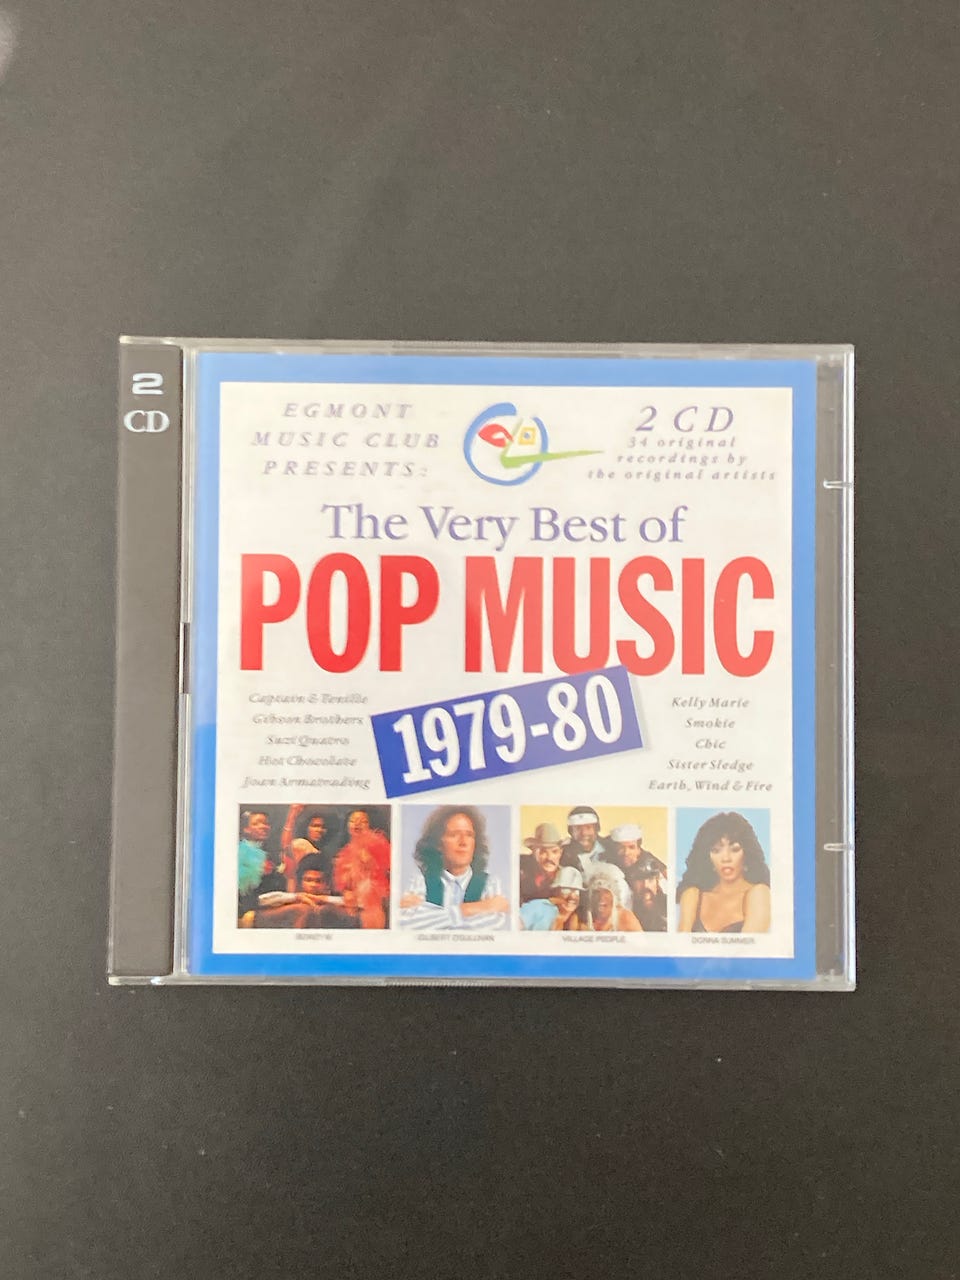 2
CD
EGMONT
MUSIC CLUB
PRESENTS:
2 CD
34 original
recordings by
the original artists
The Very Best of
POP MUSIC
1979-80
Captain & Tenille
Gibson Brothers
Suzi Quatro
Hot Chocolate
Joan Armatrading
Kelly Marie
Smokie
Chic
Sister Sledge
Earth, Wind & Fire
BONEY M.
GILBERT O'SULLIVAN
VILLAGE PEOPLE
DONNA SUMMER